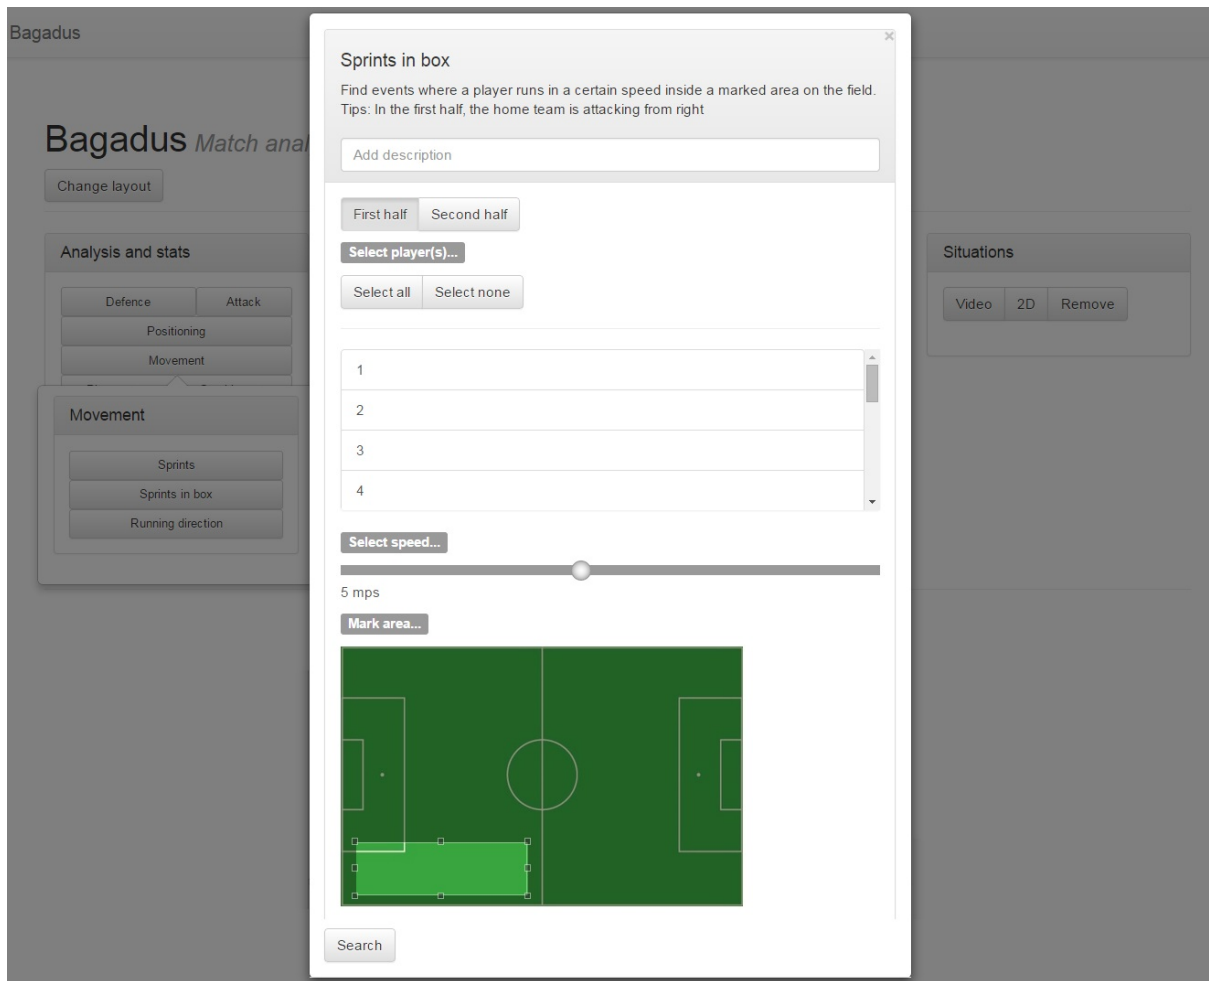 Bagadus
×
Sprints in box
Find events where a player runs in a certain speed inside a marked area on the field.
Tips: In the first half, the home team is attacking from right
Add description
Bagadus Match anal
Change layout
First half Second half
Select player(s)...
Select all Select none
Analysis and stats
Defence Attack
Positioning
Movement
Movement
Sprints
Sprints in box
Running direction
1
2
3
4
Select speed...
5 mps
Mark area...
Search
Situations
Video 2D Remove